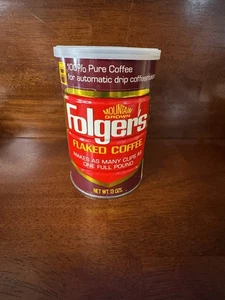 100% Pure Coffee
for automatic drip coffeemakers
MOUNTAIN
GROWN
Folgers
FLAKED COFFEE
MAKES AS MANY CUPS AS
ONE FULL POUND
NET WT. 13 OZS.